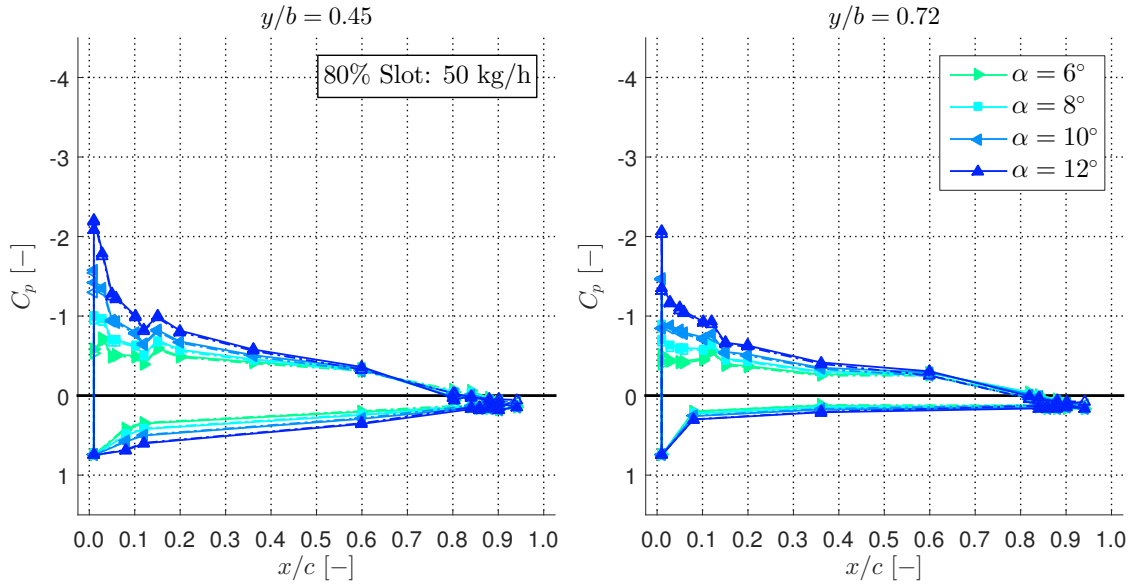 y/b = 0.45
80% Slot: 50 kg/h
-4
-3
-2
-1
0
1
C_p [−]
0.0 0.1 0.2 0.3 0.4 0.5 0.6 0.7 0.8 0.9 1.0
x/c [−]
y/b = 0.72
α = 6°
α = 8°
α = 10°
α = 12°
-4
-3
-2
-1
0
1
C_p [−]
0.0 0.1 0.2 0.3 0.4 0.5 0.6 0.7 0.8 0.9 1.0
x/c [−]